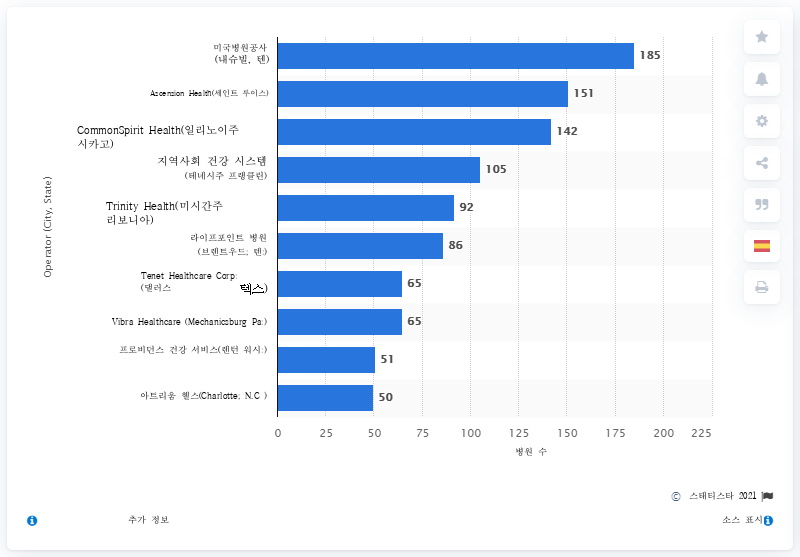 미국병원공사
(내슈빌, 텐)
185
Ascension Health(세인트 루이스)
151
CommonSpirit Health(일리노이주
시카고)
142
지역사회 건강 시스템
(테네시주 프랭클린)
105
Trinity Health(미시간주
리보니아)
92
라이프포인트 병원
(브렌트우드; 텐:)
86
Tenet Healthcare Corp:
(댈러스 텍스)
65
Vibra Healthcare (Mechanicsburg Pa:)
65
프로비던스 건강 서비스(렌턴 워시:)
51
아트리움 헬스(Charlotte; N.C )
50
Operator (City, State)
0 25 50 75 100 125 150 175 200 225
병원 수
© 스태티스타 2021
추가 정보
소스 표시